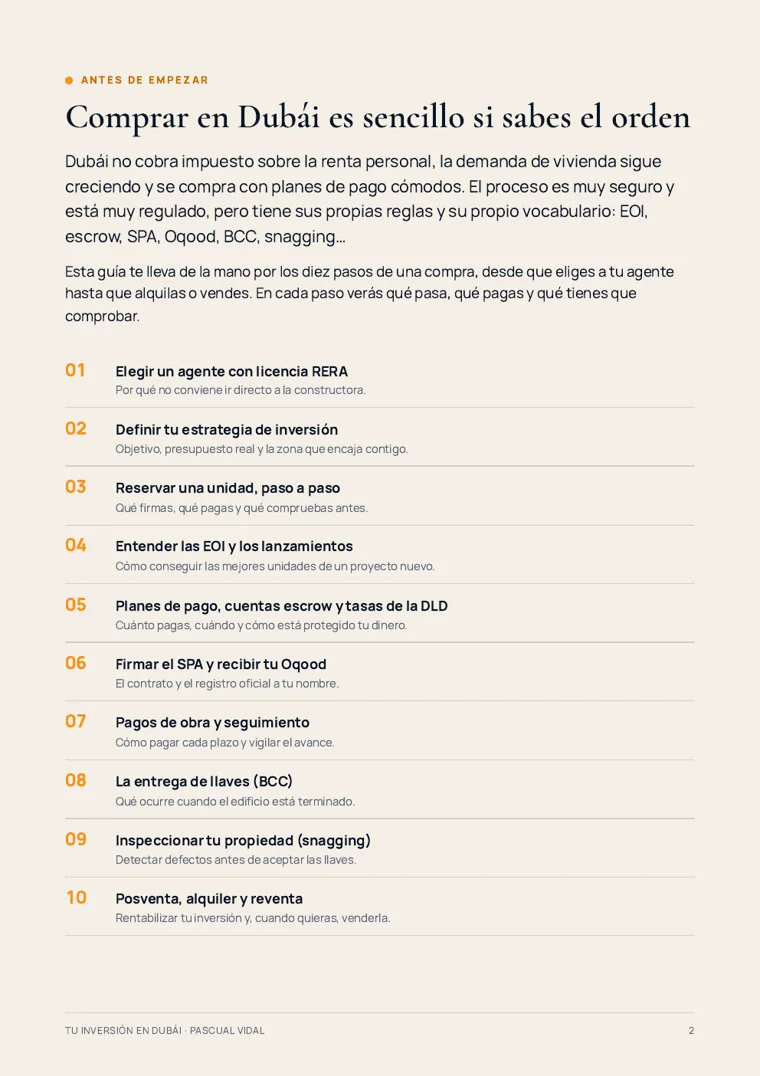 ANTES DE EMPEZAR
Comprar en Dubái es sencillo si sabes el orden
Dubái no cobra impuesto sobre la renta personal, la demanda de vivienda sigue
creciendo y se compra con planes de pago cómodos. El proceso es muy seguro y
está muy regulado, pero tiene sus propias reglas y su propio vocabulario: EOI,
escrow, SPA, Oqood, BCC, snagging…
Esta guía te lleva de la mano por los diez pasos de una compra, desde que eliges a tu agente
hasta que alquilas o vendes. En cada paso verás qué pasa, qué pagas y qué tienes que
comprobar.
01 Elegir un agente con licencia RERA
Por qué no conviene ir directo a la constructora.
02 Definir tu estrategia de inversión
Objetivo, presupuesto real y la zona que encaja contigo.
03 Reservar una unidad, paso a paso
Qué firmas, qué pagas y qué compruebas antes.
04 Entender las EOI y los lanzamientos
Cómo conseguir las mejores unidades de un proyecto nuevo.
05 Planes de pago, cuentas escrow y tasas de la DLD
Cuánto pagas, cuándo y cómo está protegido tu dinero.
06 Firmar el SPA y recibir tu Oqood
El contrato y el registro oficial a tu nombre.
07 Pagos de obra y seguimiento
Cómo pagar cada plazo y vigilar el avance.
08 La entrega de llaves (BCC)
Qué ocurre cuando el edificio está terminado.
09 Inspeccionar tu propiedad (snagging)
Detectar defectos antes de aceptar las llaves.
10 Posventa, alquiler y reventa
Rentabilizar tu inversión y, cuando quieras, venderla.
TU INVERSIÓN EN DUBÁI · PASCUAL VIDAL 2